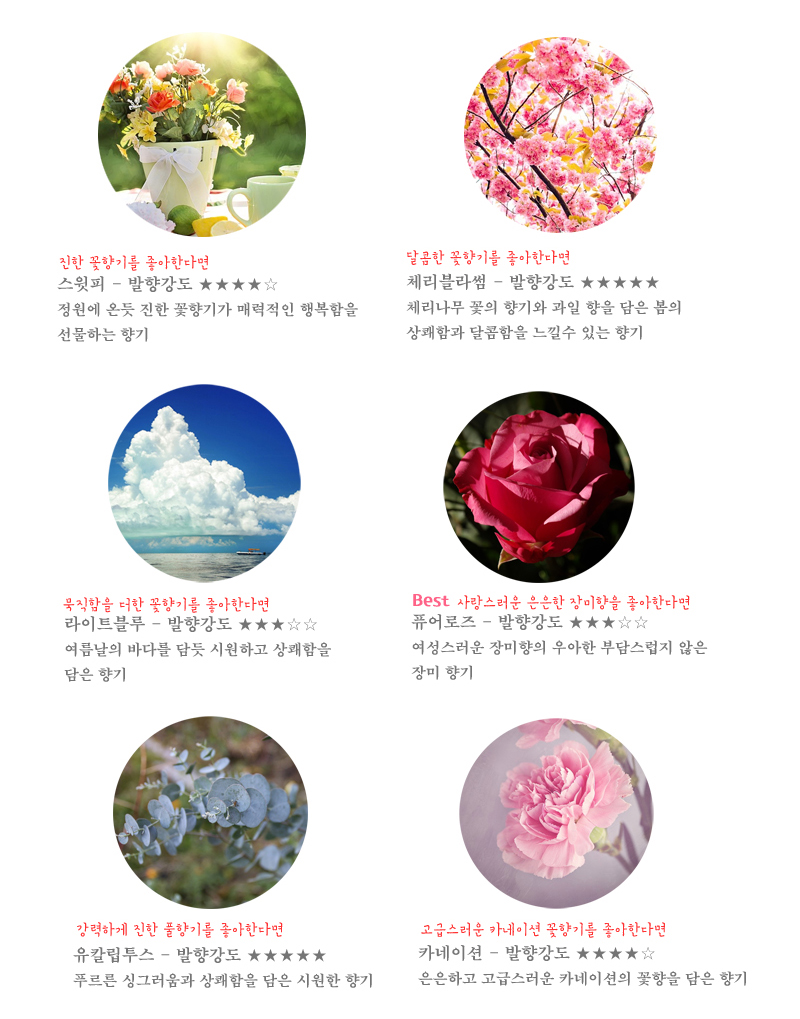 진한 꽃향기를 좋아한다면
스윗피 - 발향강도 ★★★★☆
정원에 온듯 진한 꽃향기가 매력적인 행복함을
선물하는 향기
달콤한 꽃향기를 좋아한다면
체리블라썸 - 발향강도 ★★★★★
체리나무 꽃의 향기와 과일 향을 담은 봄의
상쾌함과 달콤함을 느낄수 있는 향기
묵직함을 더한 꽃향기를 좋아한다면
라이트블루 - 발향강도 ★★★☆☆
여름날의 바다를 담듯 시원하고 상쾌함을
담은 향기
Best 사랑스러운 은은한 장미향을 좋아한다면
퓨어로즈 - 발향강도 ★★★☆☆
여성스러운 장미향의 우아한 부담스럽지 않은
장미 향기
강력하게 진한 풀향기를 좋아한다면
유칼립투스 - 발향강도 ★★★★★
푸르른 싱그러움과 상쾌함을 담은 시원한 향기
고급스러운 카네이션 꽃향기를 좋아한다면
카네이션 - 발향강도 ★★★★☆
은은하고 고급스러운 카네이션의 꽃향을 담은 향기